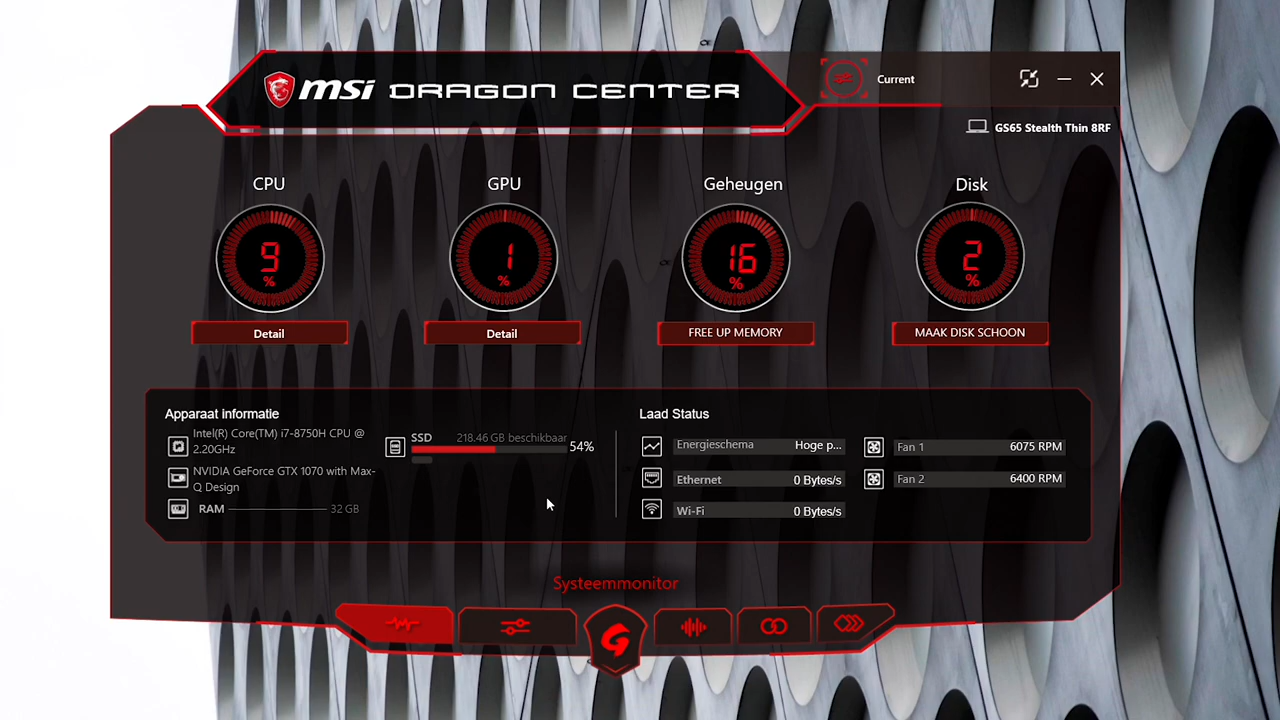 msi DRAGON CENTER
Current
GS65 Stealth Thin 8RF
CPU
GPU
Geheugen
Disk
9
%
1
%
16
%
2
%
Detail
Detail
FREE UP MEMORY
MAAK DISK SCHOON
Apparaat informatie
Intel(R) Core(TM) i7-8750H CPU @
2.20GHz
NVIDIA GeForce GTX 1070 with Max-
Q Design
RAM 32 GB
SSD 218.46 GB beschikbaar
54%
Laad Status
Energieschema Hoge p...
Ethernet 0 Bytes/s
Wi-Fi 0 Bytes/s
Fan 1 6075 RPM
Fan 2 6400 RPM
Systeemmonitor